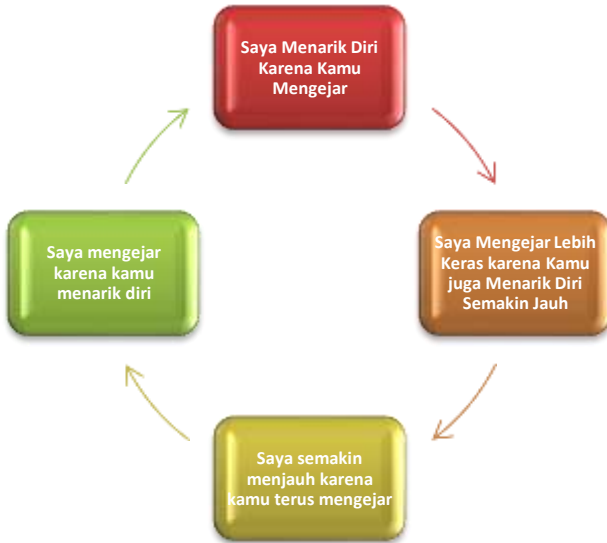 Saya Menarik Diri
Karena Kamu
Mengejar
Saya Mengejar Lebih
Keras karena Kamu
juga Menarik Diri
Semakin Jauh
Saya semakin
menjauh karena
kamu terus mengejar
Saya mengejar
karena kamu
menarik diri